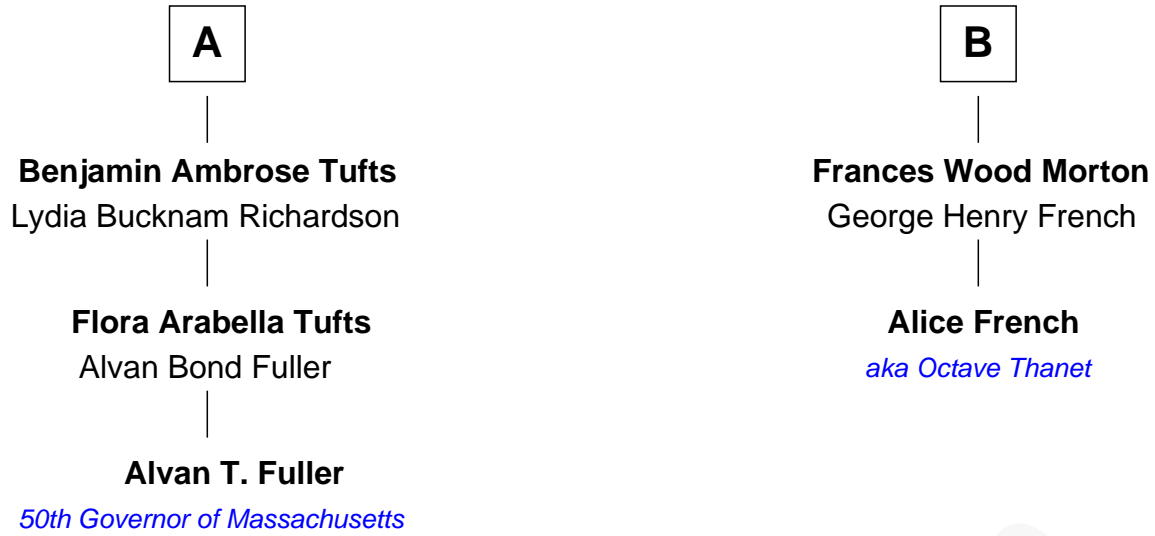 A
Benjamin Ambrose Tufts
Lydia Bucknam Richardson
Flora Arabella Tufts
Alvan Bond Fuller
Alvan T. Fuller
50th Governor of Massachusetts
B
Frances Wood Morton
George Henry French
Alice French
aka Octave Thanet